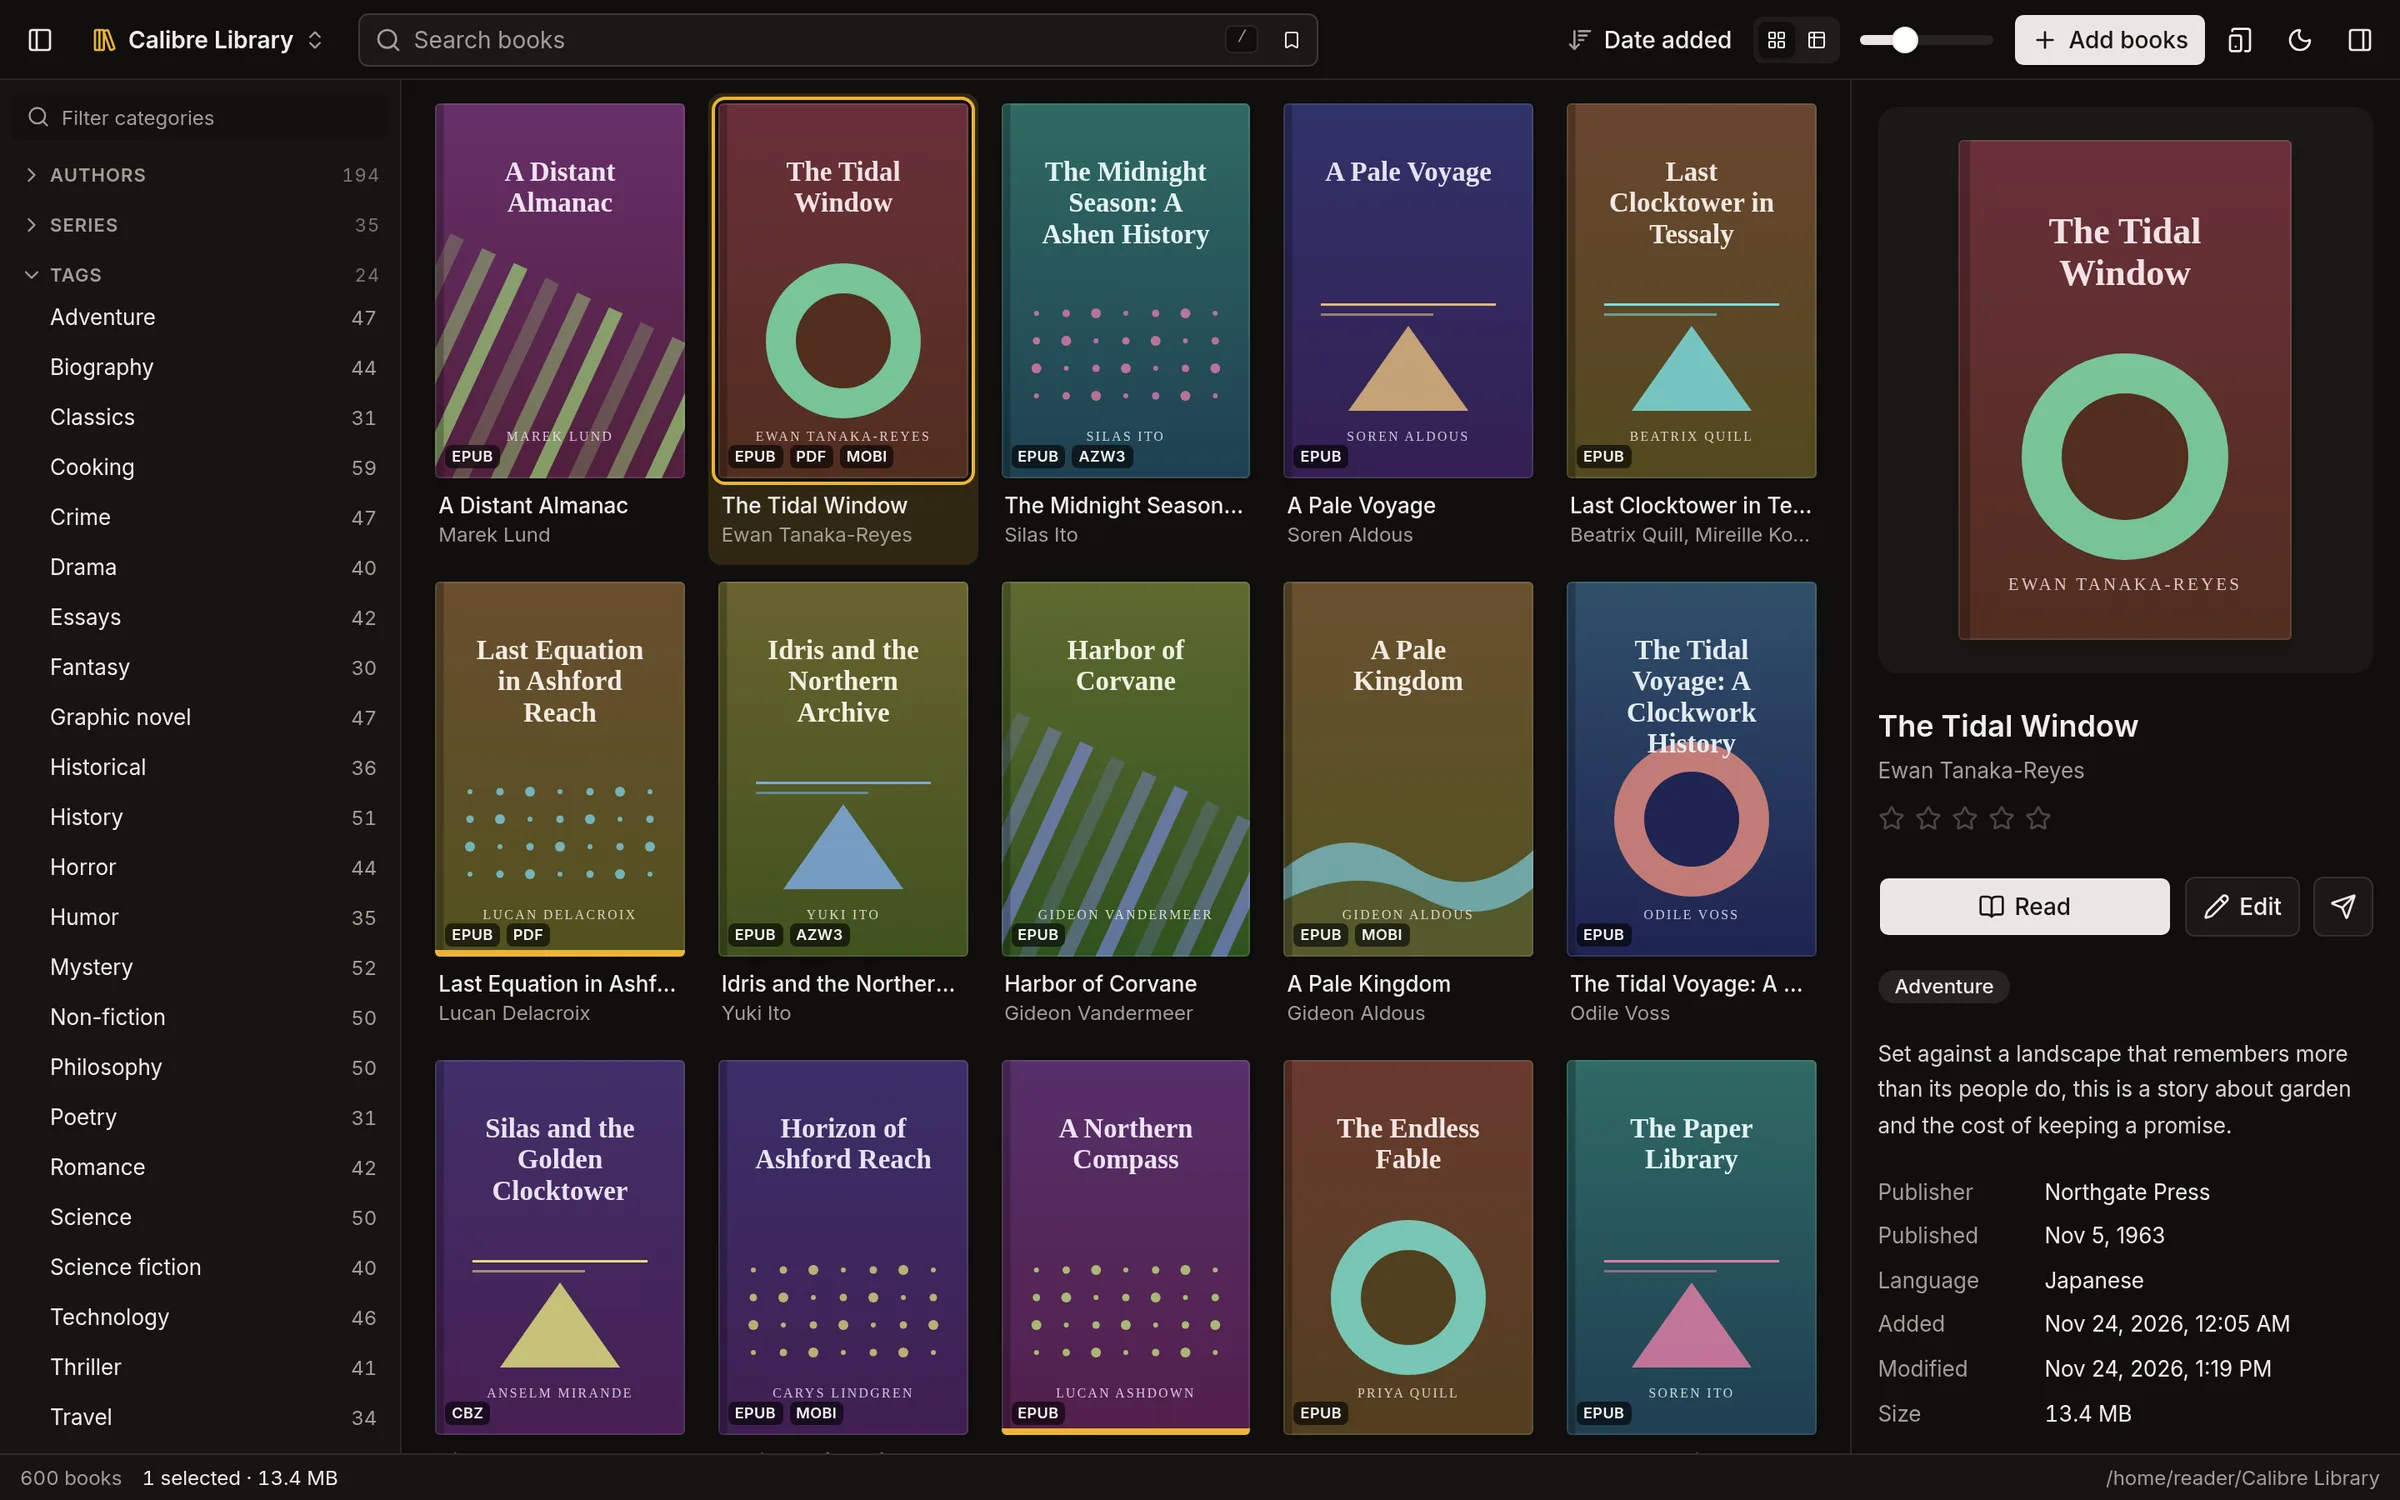 Calibre Library
Search books
/
Date added
Add books
Filter categories
AUTHORS 194
SERIES 35
TAGS 24
Adventure 47
Biography 44
Classics 31
Cooking 59
Crime 47
Drama 40
Essays 42
Fantasy 30
Graphic novel 47
Historical 36
History 51
Horror 44
Humor 35
Mystery 52
Non-fiction 50
Philosophy 50
Poetry 31
Romance 42
Science 50
Science fiction 40
Technology 46
Thriller 41
Travel 34
A Distant
Almanac
MAREK LUND
EPUB
A Distant Almanac
Marek Lund
The Tidal
Window
EWAN TANAKA-REYES
EPUB PDF MOBI
The Tidal Window
Ewan Tanaka-Reyes
The Midnight
Season: A
Ashen History
SILAS ITO
EPUB AZW3
The Midnight Season...
Silas Ito
A Pale Voyage
SOREN ALDOUS
EPUB
A Pale Voyage
Soren Aldous
Last
Clocktower in
Tessaly
BEATRIX QUILL
EPUB
Last Clocktower in Te...
Beatrix Quill, Mireille Ko...
Last Equation
in Ashford
Reach
LUCAN DELACROIX
EPUB PDF
Last Equation in Ashf...
Lucan Delacroix
Idris and the
Northern
Archive
YUKI ITO
EPUB AZW3
Idris and the Norther...
Yuki Ito
Harbor of
Corvane
GIDEON VANDERMEER
EPUB
Harbor of Corvane
Gideon Vandermeer
A Pale
Kingdom
GIDEON ALDOUS
EPUB MOBI
A Pale Kingdom
Gideon Aldous
The Tidal
Voyage: A
Clockwork
History
ODILE VOSS
EPUB
The Tidal Voyage: A ...
Odile Voss
Silas and the
Golden
Clocktower
ANSELM MIRANDE
CBZ
Horizon of
Ashford Reach
CARYS LINDGREN
EPUB MOBI
A Northern
Compass
LUCAN ASHDOWN
EPUB
The Endless
Fable
PRIYA QUILL
EPUB
The Paper
Library
SOREN ITO
EPUB
The Tidal
Window
EWAN TANAKA-REYES
The Tidal Window
Ewan Tanaka-Reyes
Read
Edit
Adventure
Set against a landscape that remembers more
than its people do, this is a story about garden
and the cost of keeping a promise.
Publisher Northgate Press
Published Nov 5, 1963
Language Japanese
Added Nov 24, 2026, 12:05 AM
Modified Nov 24, 2026, 1:19 PM
Size 13.4 MB
600 books 1 selected · 13.4 MB
/home/reader/Calibre Library